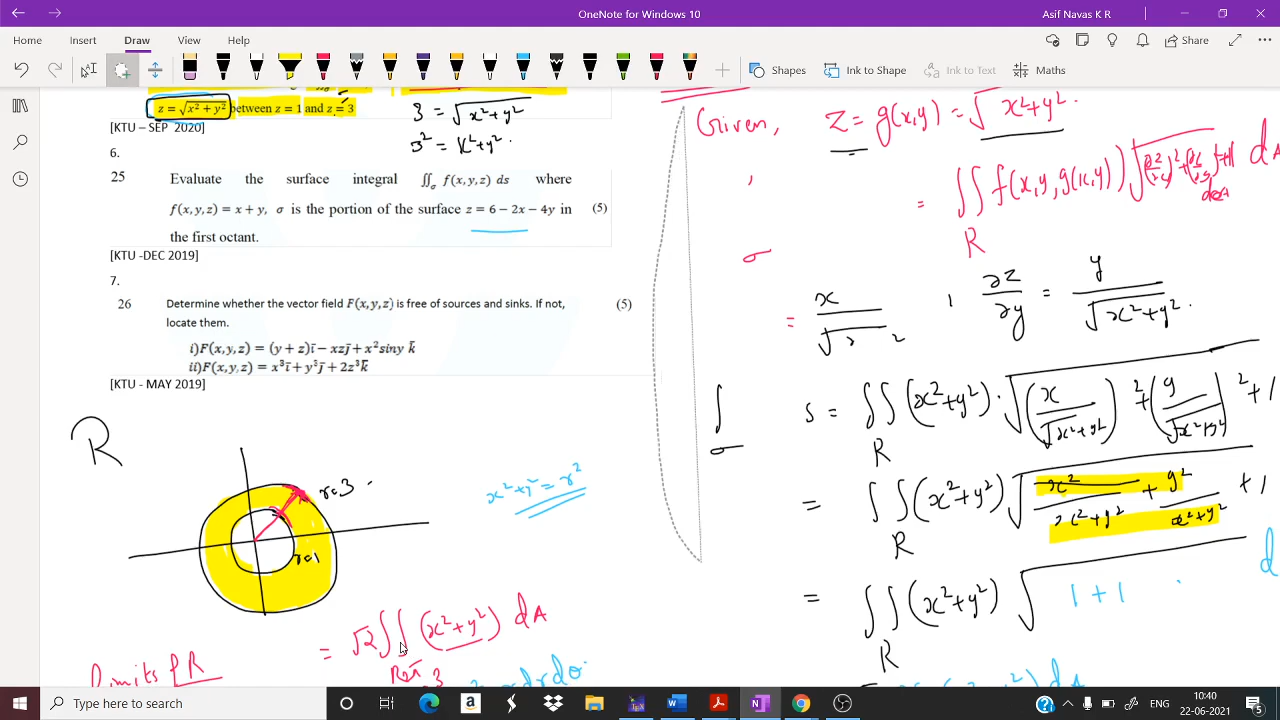 OneNote for Windows 10
Asif Navas K R
Home Insert Draw View Help
Share
Shapes Ink to Shape Ink to Text Maths
z = √x² + y² between z = 1 and z = 3
[KTU – SEP 2020]
3 = √x²+y²
3² = x²+y²
6.
25 Evaluate the surface integral ∬σ f(x, y, z) ds where
f(x, y, z) = x + y, σ is the portion of the surface z = 6 − 2x − 4y in (5)
the first octant.
[KTU -DEC 2019]
7.
26 Determine whether the vector field F(x, y, z) is free of sources and sinks. If not, (5)
locate them.
i)F(x, y, z) = (y + z)ī − xzj̄ + x²siny k̄
ii)F(x, y, z) = x³ī + y³j̄ + 2z³k̄
[KTU - MAY 2019]
R
r=3
r=1
x²+y² = r²
= √2 ∬ (x²+y²) dA
limits of R
3
Given, z = g(x,y) = √x²+y².
= ∬ f(x,y,g(x,y)) dA
R
σ
= x/√ , ∂z/∂y = y/√x²+y².
∫σ s = ∬R (x²+y²) · √(x/√x²+y²)² + (y/√x²+y²)² + 1
= ∬R (x²+y²) √x²/x²+y² + y²/x²+y² + 1
= ∬R (x²+y²) √1 + 1 d
Type here to search
10:40
22-06-2021